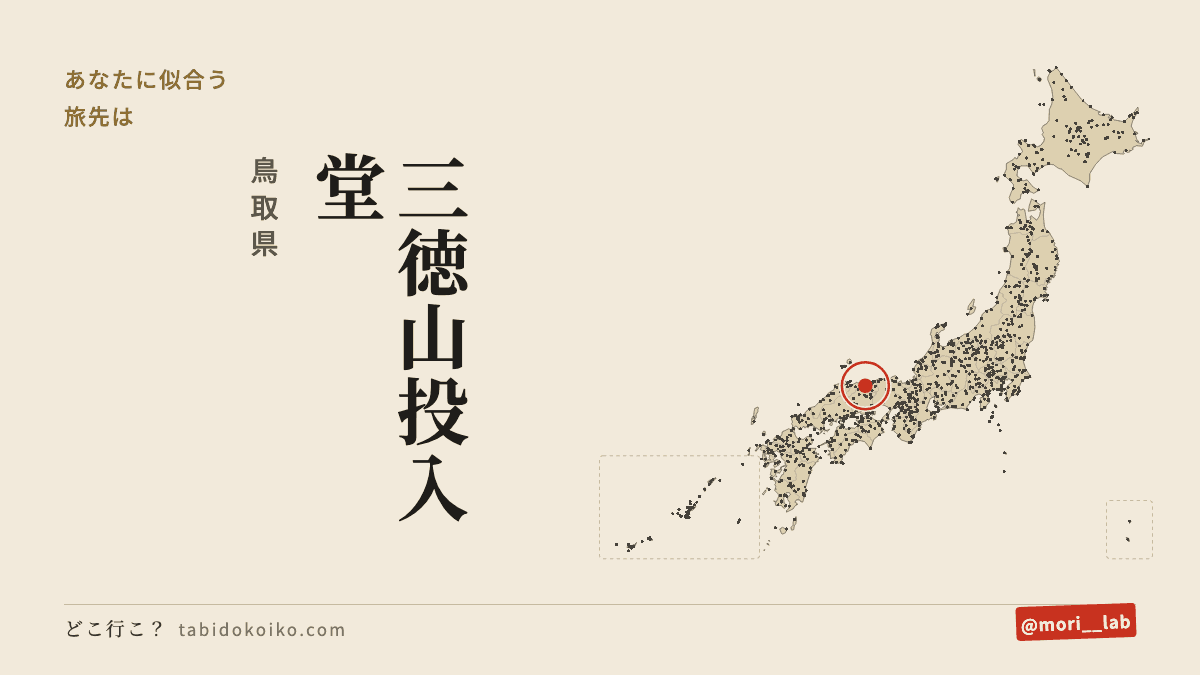 あなたに似合う
旅先は
三徳山投入
堂
鳥取県
どこ行こ？ tabidokoiko.com
@mori__lab